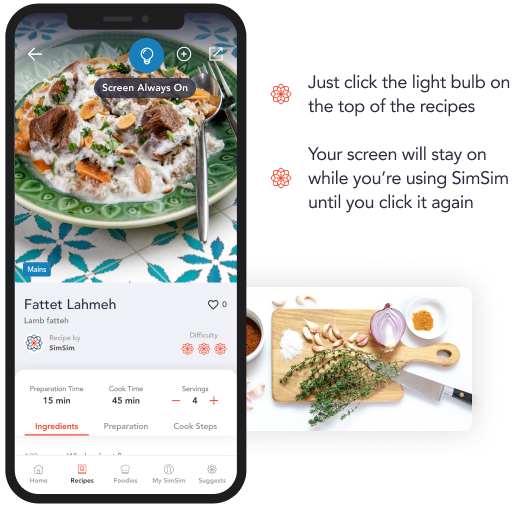 Screen Always On
Just click the light bulb on
the top of the recipes
Your screen will stay on
while you're using SimSim
until you click it again
Mains
Fattet Lahmeh
0
Lamb fatteh
Recipe by
SimSim
Difficulty
Preparation Time
Cook Time
Servings
15 min
45 min
4
Ingredients
Preparation
Cook Steps
Home
Recipes
Foodies
My SimSim
Suggests